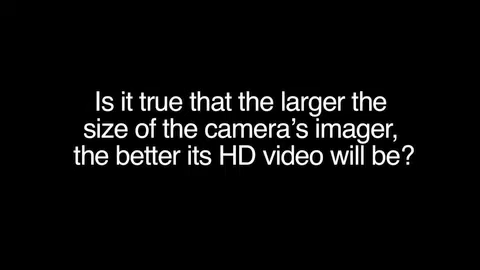 Is it true that the larger the
size of the camera’s imager,
the better its HD video will be?